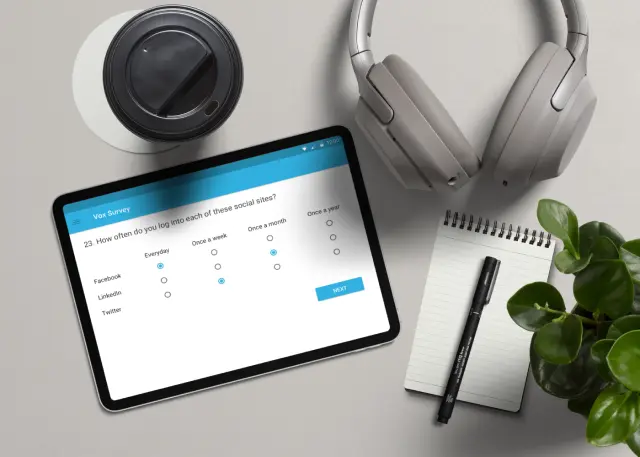 Vox Survey
23. How often do you log into each of these social sites?
Everyday Once a week Once a month Once a year
Facebook
LinkedIn
Twitter
NEXT